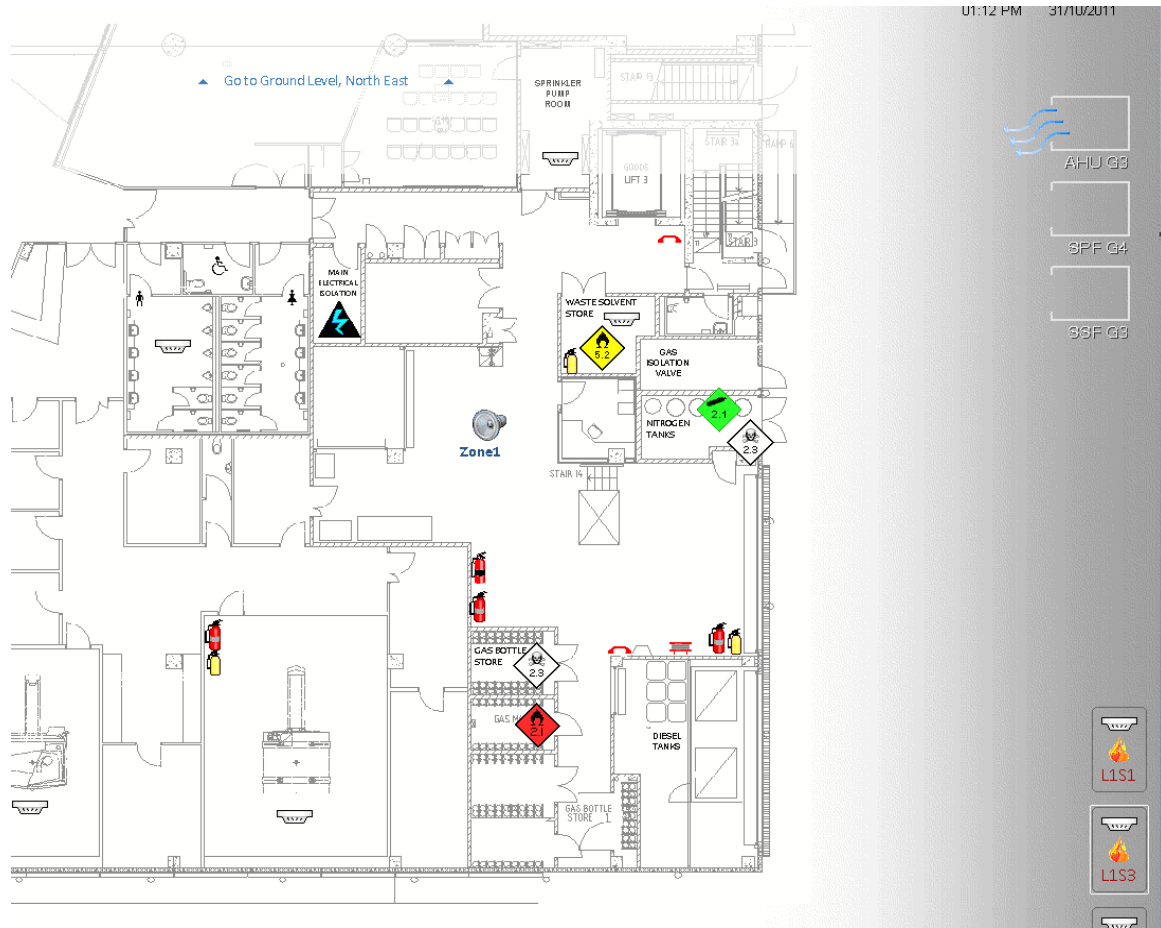 01:12 PM 31/10/2011
Go to Ground Level, North East
SPRINKLER
PUMP
ROOM
STAIR 13
STAIR 3a
RAMP 6
GOODS
LIFT 3
AHU G3
SPF G4
SSF G3
STAIR 3
MAIN
ELECTRICAL
ISOLATION
WASTE SOLVENT
STORE
5.2
GAS
ISOLATION
VALVE
2.1
NITROGEN
TANKS
2.3
Zone1
STAIR 14
GAS BOTTLE
STORE
2.3
2.1
DIESEL
TANKS
GAS BOTTLE
STORE 1
L1S1
L1S3